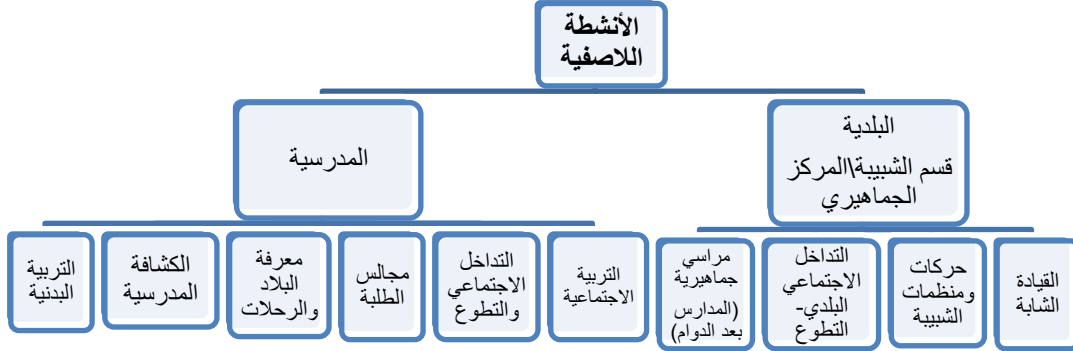 الأنشطة
اللاصفية
البلدية
قسم الشبيبة\المركز
الجماهيري
المدرسية
القيادة
الشابة
حركات
ومنظمات
الشبيبة
التداخل
الاجتماعي
البلدي-
التطوع
مراسي
جماهيرية
(المدارس
بعد الدوام)
التربية
الاجتماعية
التداخل
الاجتماعي
والتطوع
مجالس
الطلبة
معرفة
البلاد
والرحلات
الكشافة
المدرسية
التربية
البدنية